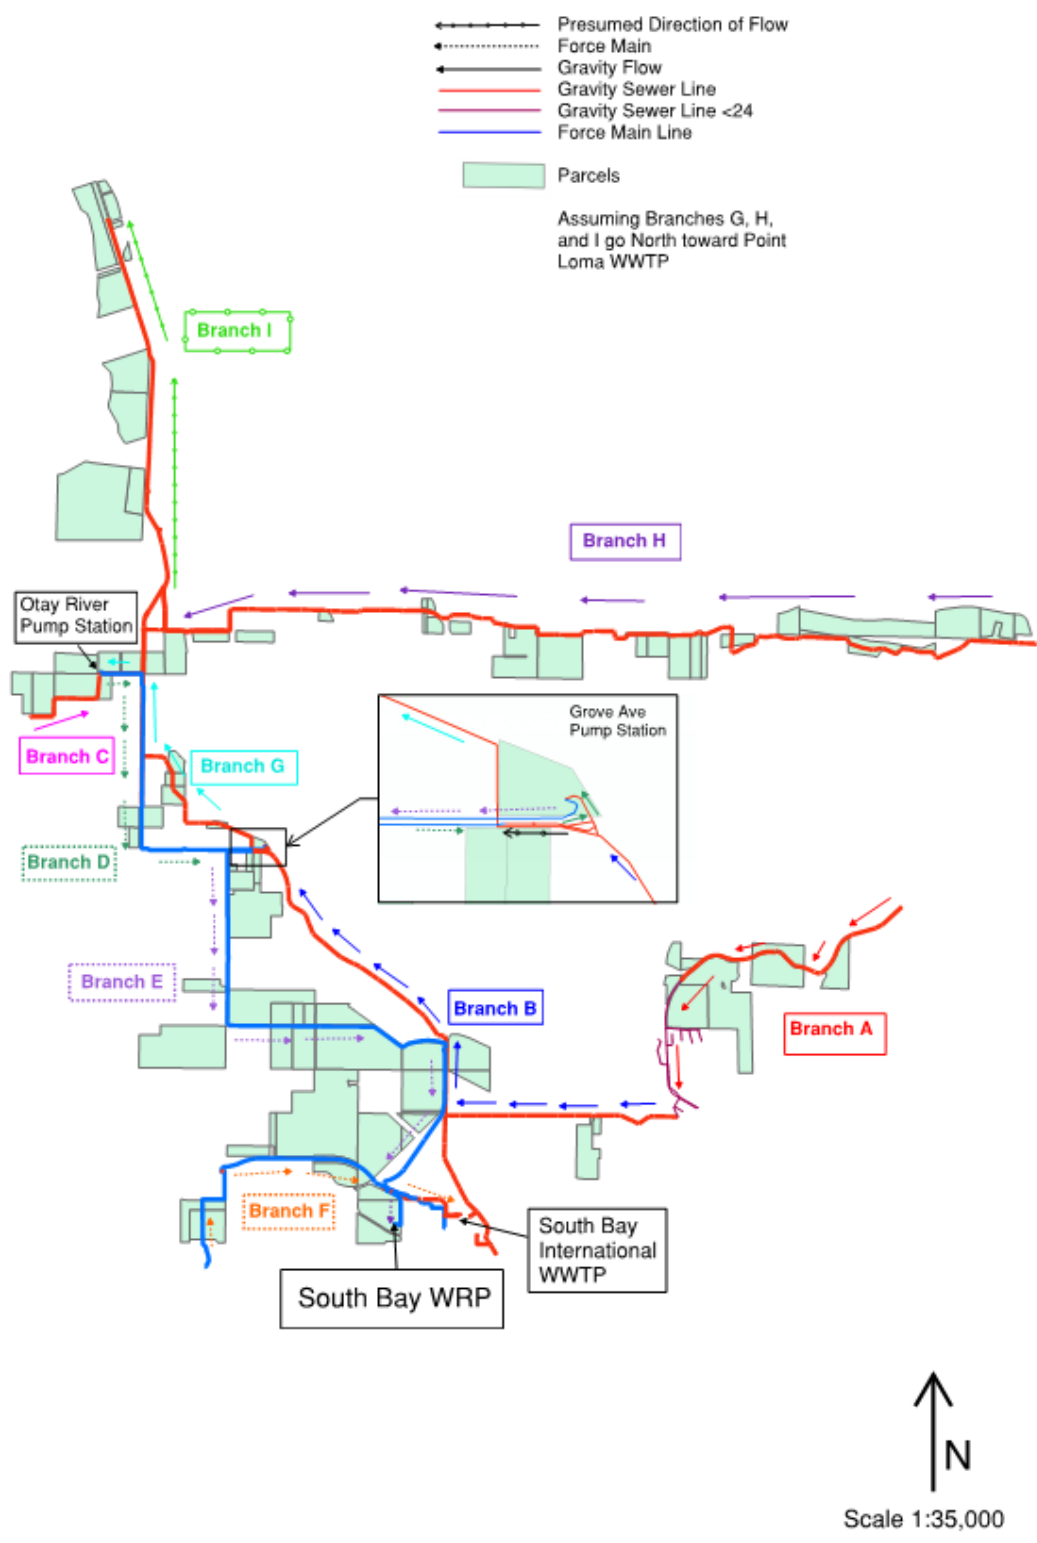 Presumed Direction of Flow
Force Main
Gravity Flow
Gravity Sewer Line
Gravity Sewer Line <24
Force Main Line
Parcels
Assuming Branches G, H,
and I go North toward Point
Loma WWTP
Branch I
Branch H
Otay River
Pump Station
Grove Ave
Pump Station
Branch C
Branch G
Branch D
Branch E
Branch B
Branch A
Branch F
South Bay
International
WWTP
South Bay WRP
N
Scale 1:35,000